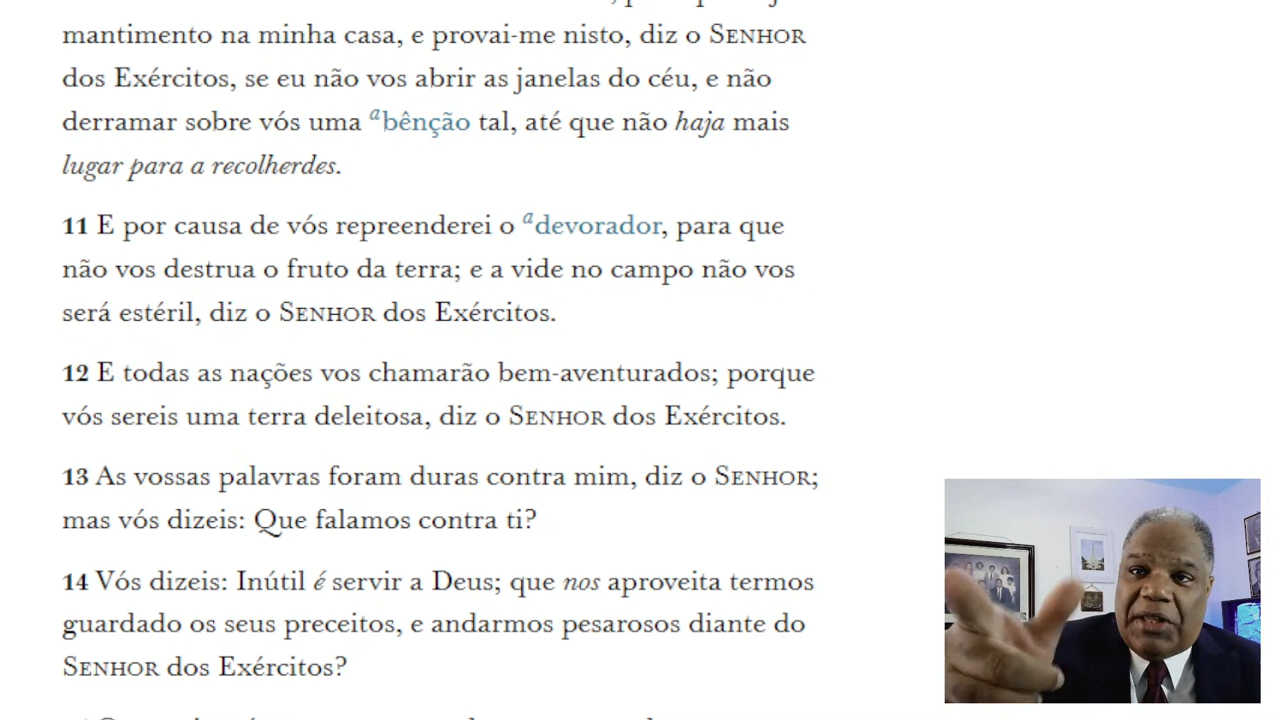 mantimento na minha casa, e provai-me nisto, diz o SENHOR
dos Exércitos, se eu não vos abrir as janelas do céu, e não
derramar sobre vós uma ᵃbênção tal, até que não haja mais
lugar para a recolherdes.
11 E por causa de vós repreenderei o ᵃdevorador, para que
não vos destrua o fruto da terra; e a vide no campo não vos
será estéril, diz o SENHOR dos Exércitos.
12 E todas as nações vos chamarão bem-aventurados; porque
vós sereis uma terra deleitosa, diz o SENHOR dos Exércitos.
13 As vossas palavras foram duras contra mim, diz o SENHOR;
mas vós dizeis: Que falamos contra ti?
14 Vós dizeis: Inútil é servir a Deus; que nos aproveita termos
guardado os seus preceitos, e andarmos pesarosos diante do
SENHOR dos Exércitos?